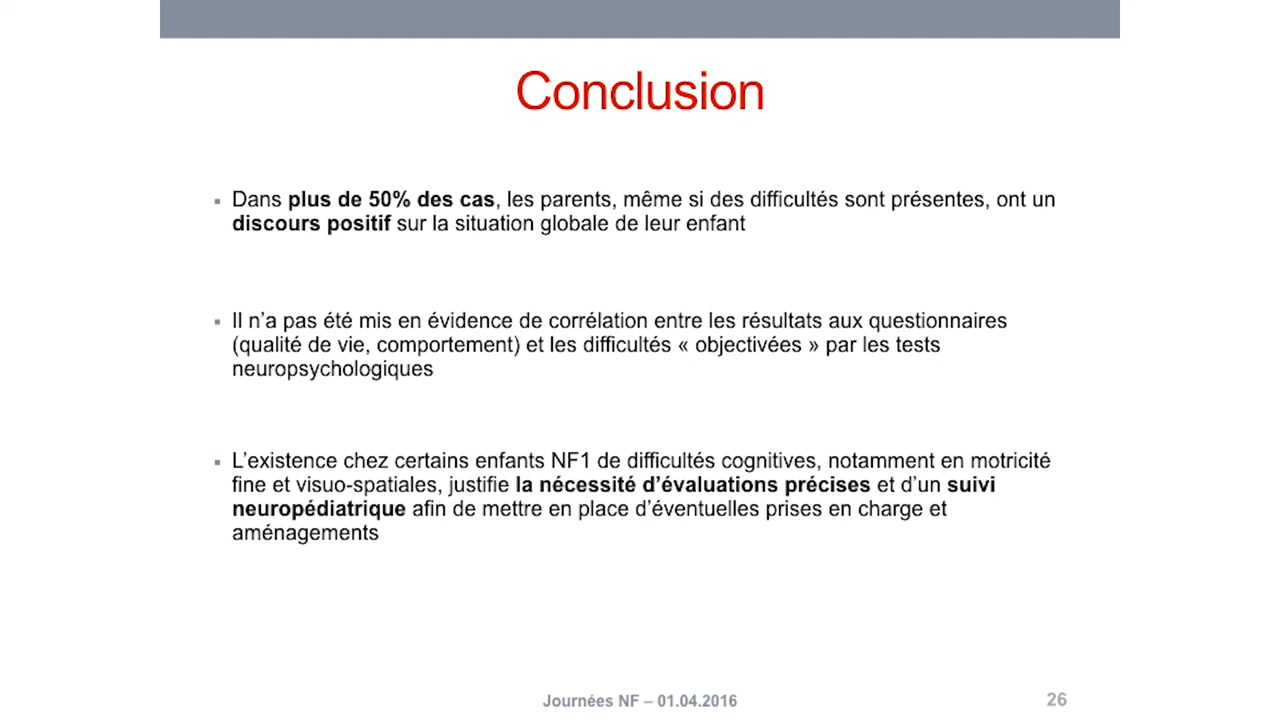 Conclusion
Dans plus de 50% des cas, les parents, même si des difficultés sont présentes, ont un
discours positif sur la situation globale de leur enfant
Il n’a pas été mis en évidence de corrélation entre les résultats aux questionnaires
(qualité de vie, comportement) et les difficultés « objectivées » par les tests
neuropsychologiques
L’existence chez certains enfants NF1 de difficultés cognitives, notamment en motricité
fine et visuo-spatiales, justifie la nécessité d’évaluations précises et d’un suivi
neuropédiatrique afin de mettre en place d’éventuelles prises en charge et
aménagements
Journées NF – 01.04.2016
26